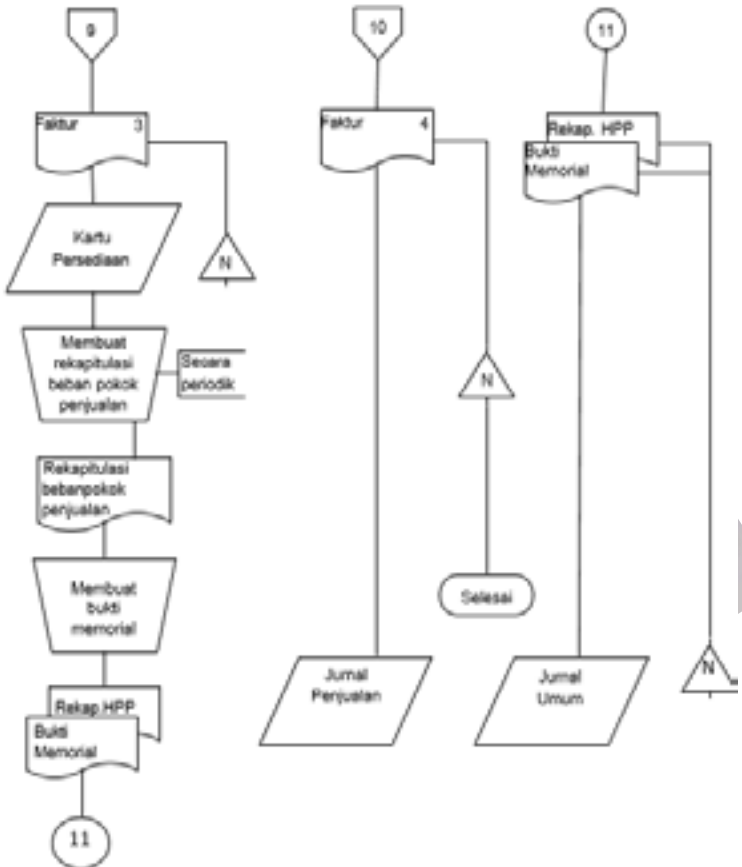 9
Faktur 3
N
Kartu
Persediaan
Membuat
rekapitulasi
beban pokok
penjualan
Secara
periodik
Rekapitulasi
bebanpokok
penjualan
Membuat
bukti
memorial
Rekap.HPP
Bukti
Memorial
11
10
Faktur 4
N
Selesai
Jurnal
Penjualan
11
Rekap. HPP
Bukti
Memorial
N
Jurnal
Umum